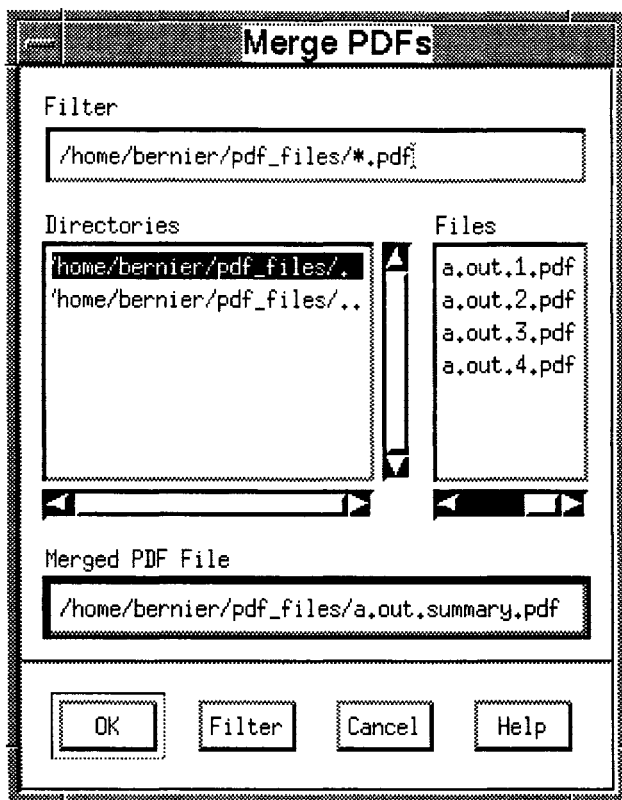 Merge PDFs
Filter
/home/bernier/pdf_files/*.pdf
Directories
/home/bernier/pdf_files/.
/home/bernier/pdf_files/..
Files
a.out.1.pdf
a.out.2.pdf
a.out.3.pdf
a.out.4.pdf
Merged PDF File
/home/bernier/pdf_files/a.out.summary.pdf
OK
Filter
Cancel
Help